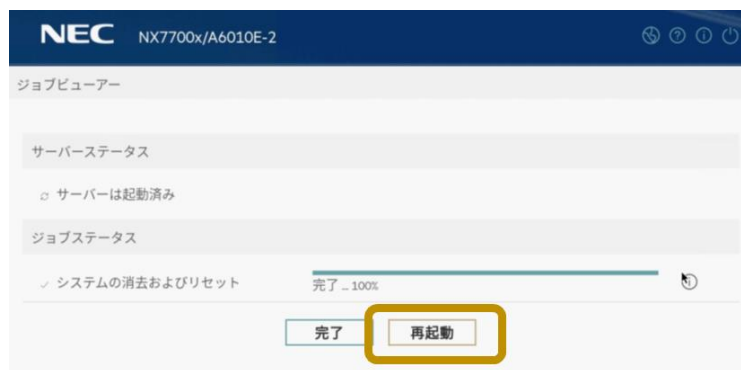 NEC NX7700x/A6010E-2
ジョブビューアー
サーバーステータス
サーバーは起動済み
ジョブステータス
システムの消去およびリセット 完了 ... 100%
完了 再起動